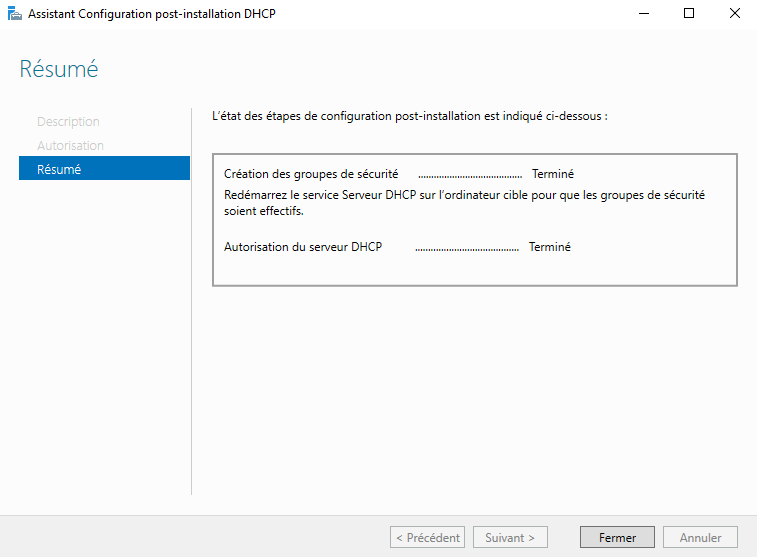 Assistant Configuration post-installation DHCP
Résumé
Description
Autorisation
Résumé
L'état des étapes de configuration post-installation est indiqué ci-dessous :
Création des groupes de sécurité ........................................ Terminé
Redémarrez le service Serveur DHCP sur l'ordinateur cible pour que les groupes de sécurité
soient effectifs.
Autorisation du serveur DHCP ........................................ Terminé
< Précédent
Suivant >
Fermer
Annuler